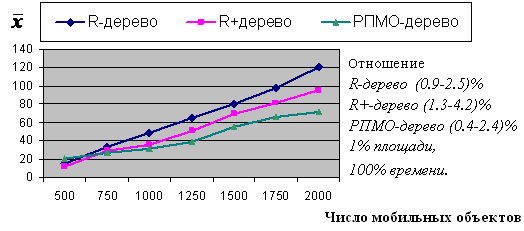 x̄
R-дерево R+дерево РПМО-дерево
140
120
100
80
60
40
20
0
500 750 1000 1250 1500 1750 2000
Отношение
R-дерево (0.9-2.5)%
R+-дерево (1.3-4.2)%
РПМО-дерево (0.4-2.4)%
1% площади,
100% времени.
Число мобильных объектов